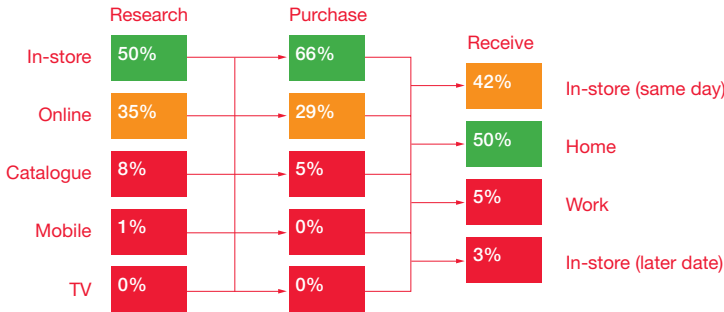 Research
Purchase
Receive
In-store 50% 66%
42% In-store (same day)
Online 35% 29%
50% Home
Catalogue 8% 5%
5% Work
Mobile 1% 0%
3% In-store (later date)
TV 0% 0%